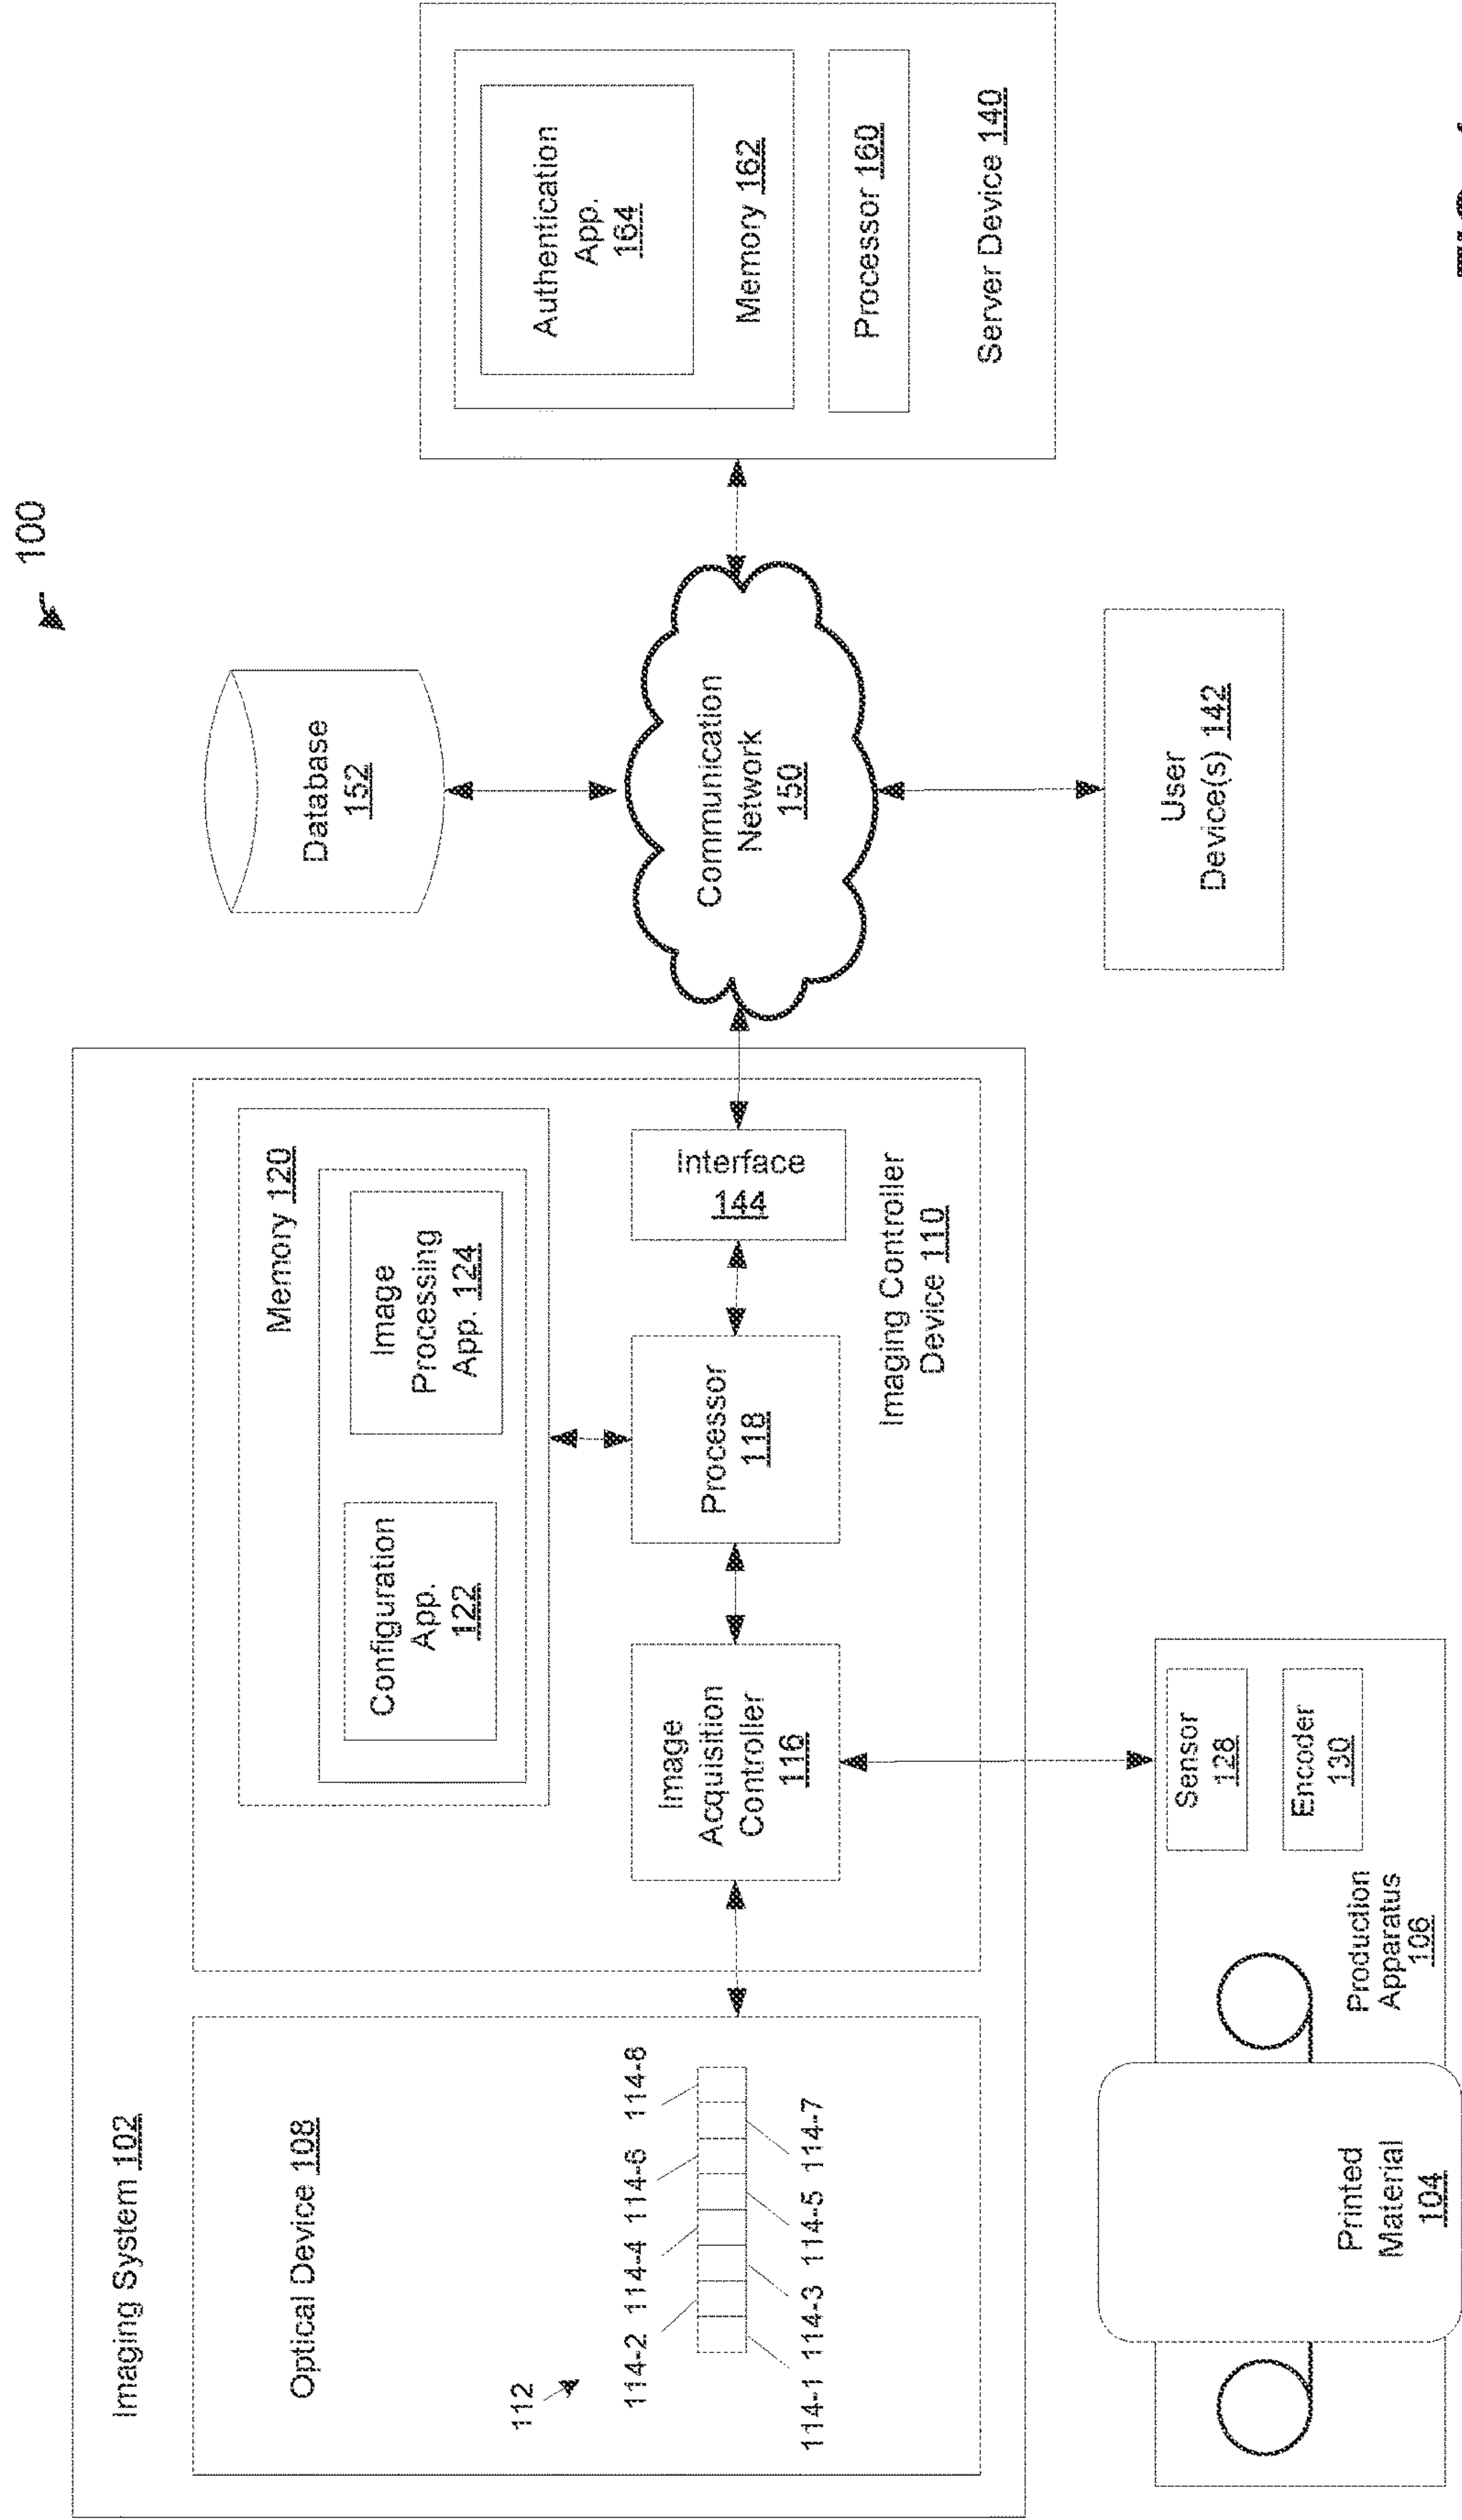 100
Imaging System 102
Optical Device 108
112
114-2 114-4 114-6 114-8
114-1 114-3 114-5 114-7
Memory 120
Configuration
App.
122
Image
Processing
App. 124
Image
Acquisition
Controller
116
Processor
118
Interface
144
Imaging Controller
Device 110
Database
152
Communication
Network
150
User
Device(s) 142
Authentication
App.
164
Memory 162
Processor 160
Server Device 140
Printed
Material
104
Production
Apparatus
106
Sensor
128
Encoder
130